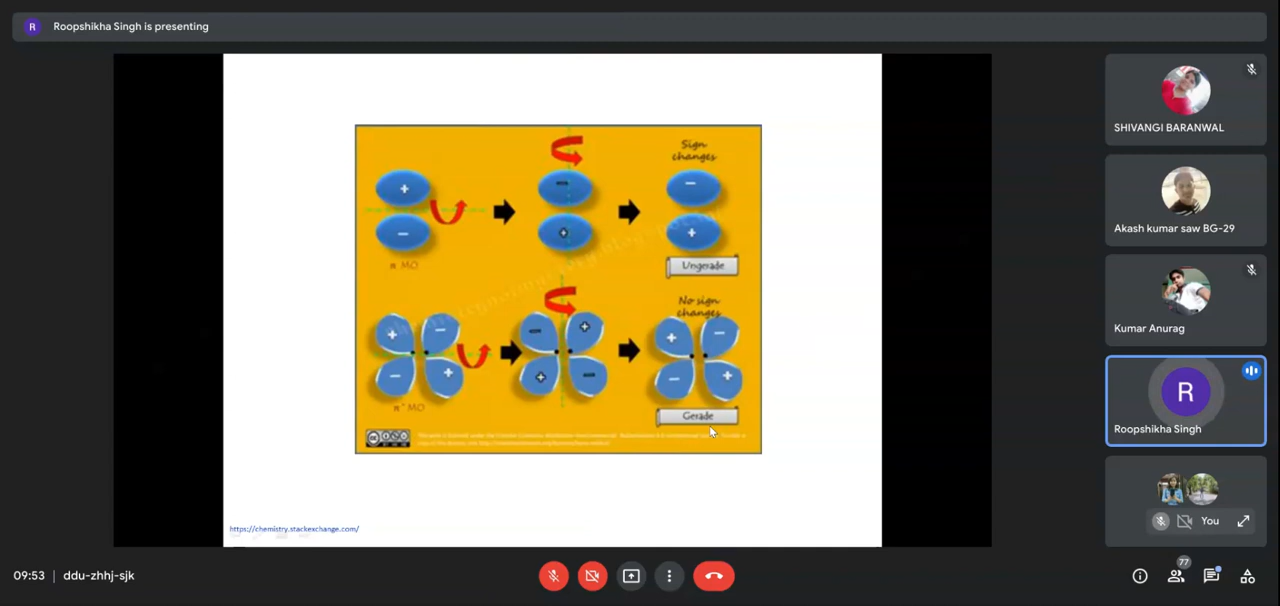 R Roopshikha Singh is presenting
SHIVANGI BARANWAL
Akash kumar saw BG-29
Kumar Anurag
R
Roopshikha Singh
You
Sign
changes
+
−
−
+
−
+
π MO
Ungerade
No sign
changes
+ −
− +
− +
+ −
+ −
− +
π* MO
Gerade
https://chemistry.stackexchange.com/
09:53 | ddu-zhhj-sjk
77